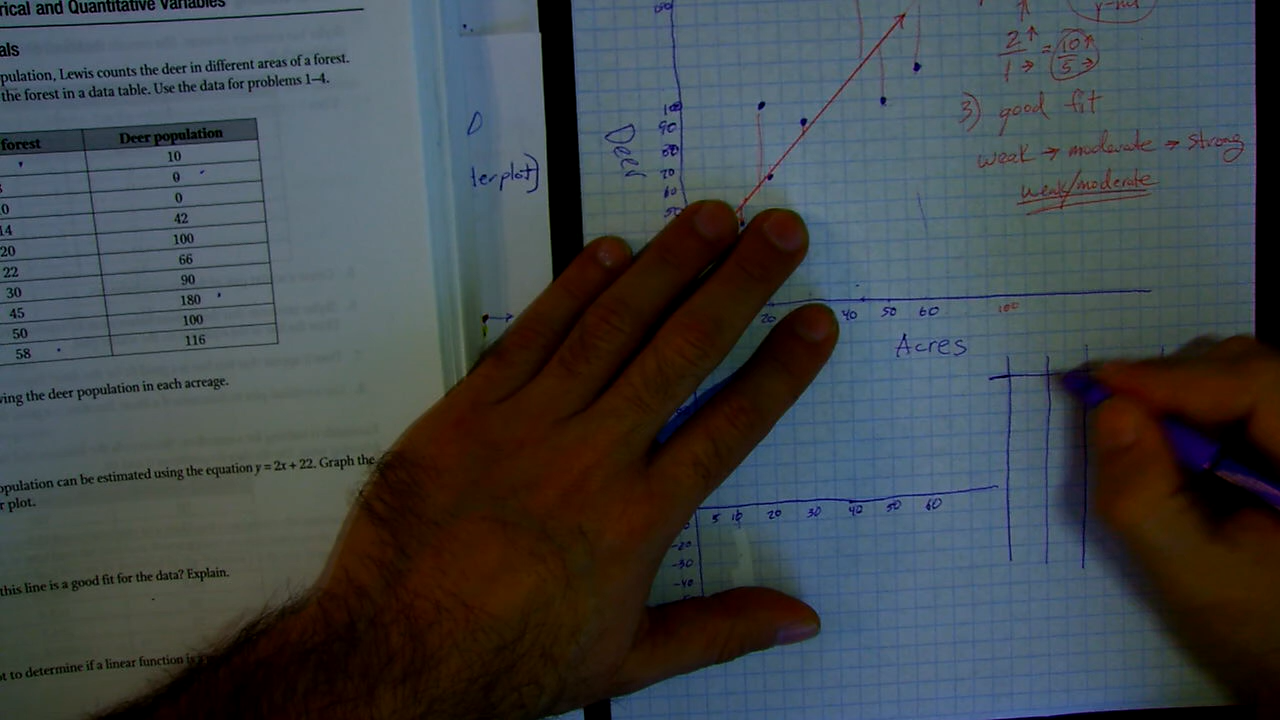 rical and Quantitative Variables
als
pulation, Lewis counts the deer in different areas of a forest.
the forest in a data table. Use the data for problems 1–4.
forest Deer population
10
0
0 0
14 42
20 100
22 66
30 90
45 180
50 100
58 116
ving the deer population in each acreage.
opulation can be estimated using the equation y = 2x + 22. Graph the
r plot.
this line is a good fit for the data? Explain.
ot to determine if a linear function is
terplot)
Deer
90
80
70
60
50
20 40 50 60 100
Acres
5 10 20 30 40 50 60
-20
-30
-40
y-int
2 = 10
1 5
3) good fit
weak → moderate → strong
weak/moderate